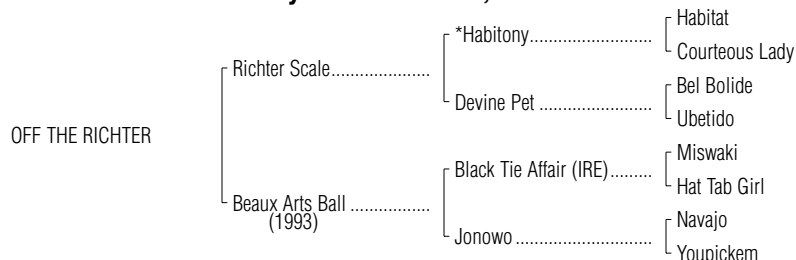 Habitat
*Habitony.....................................
Courteous Lady
Richter Scale.....................
Bel Bolide
Devine Pet ........................
Ubetido
OFF THE RICHTER
Miswaki
Black Tie Affair (IRE).........
Hat Tab Girl
Beaux Arts Ball .................
(1993)
Navajo
Jonowo .............................
Youpickem